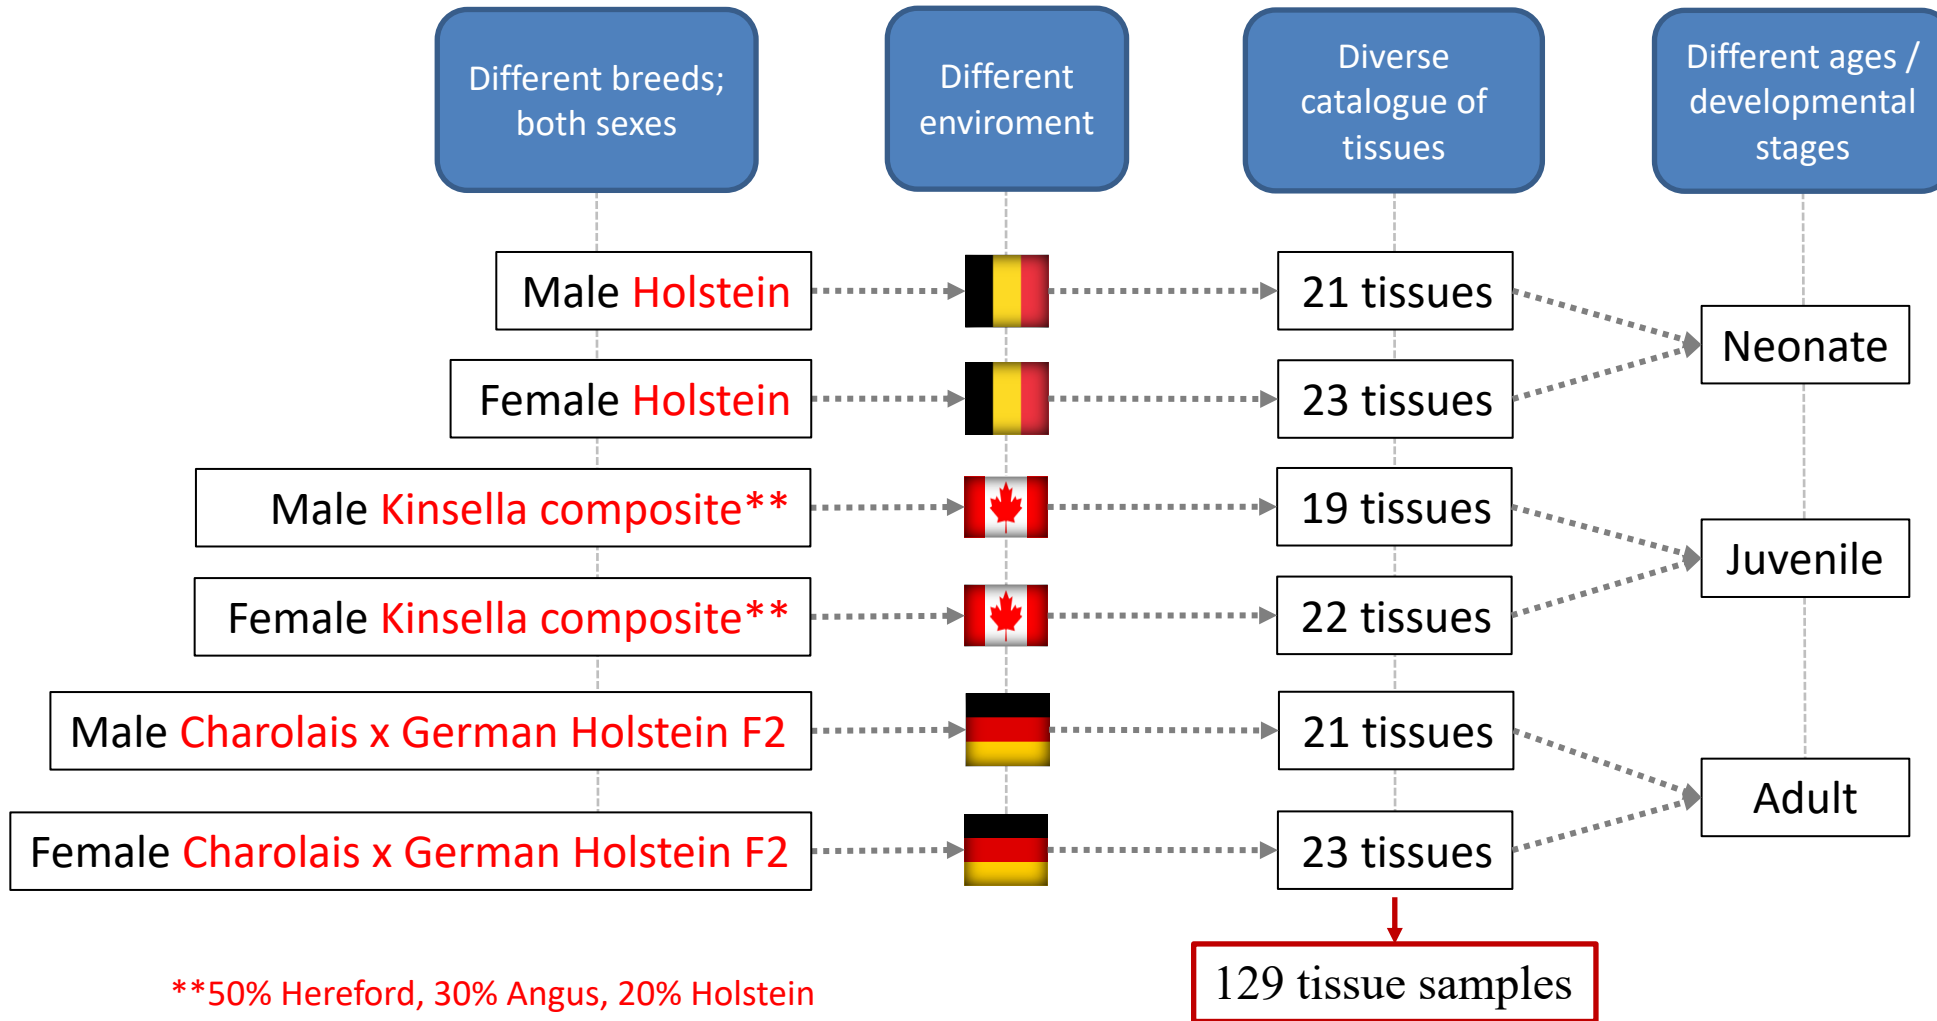 Different breeds;
both sexes
Different
enviroment
Diverse
catalogue of
tissues
Different ages /
developmental
stages
Male Holstein
21 tissues
Neonate
Female Holstein
23 tissues
Male Kinsella composite**
19 tissues
Juvenile
Female Kinsella composite**
22 tissues
Male Charolais x German Holstein F2
21 tissues
Adult
Female Charolais x German Holstein F2
23 tissues
129 tissue samples
**50% Hereford, 30% Angus, 20% Holstein